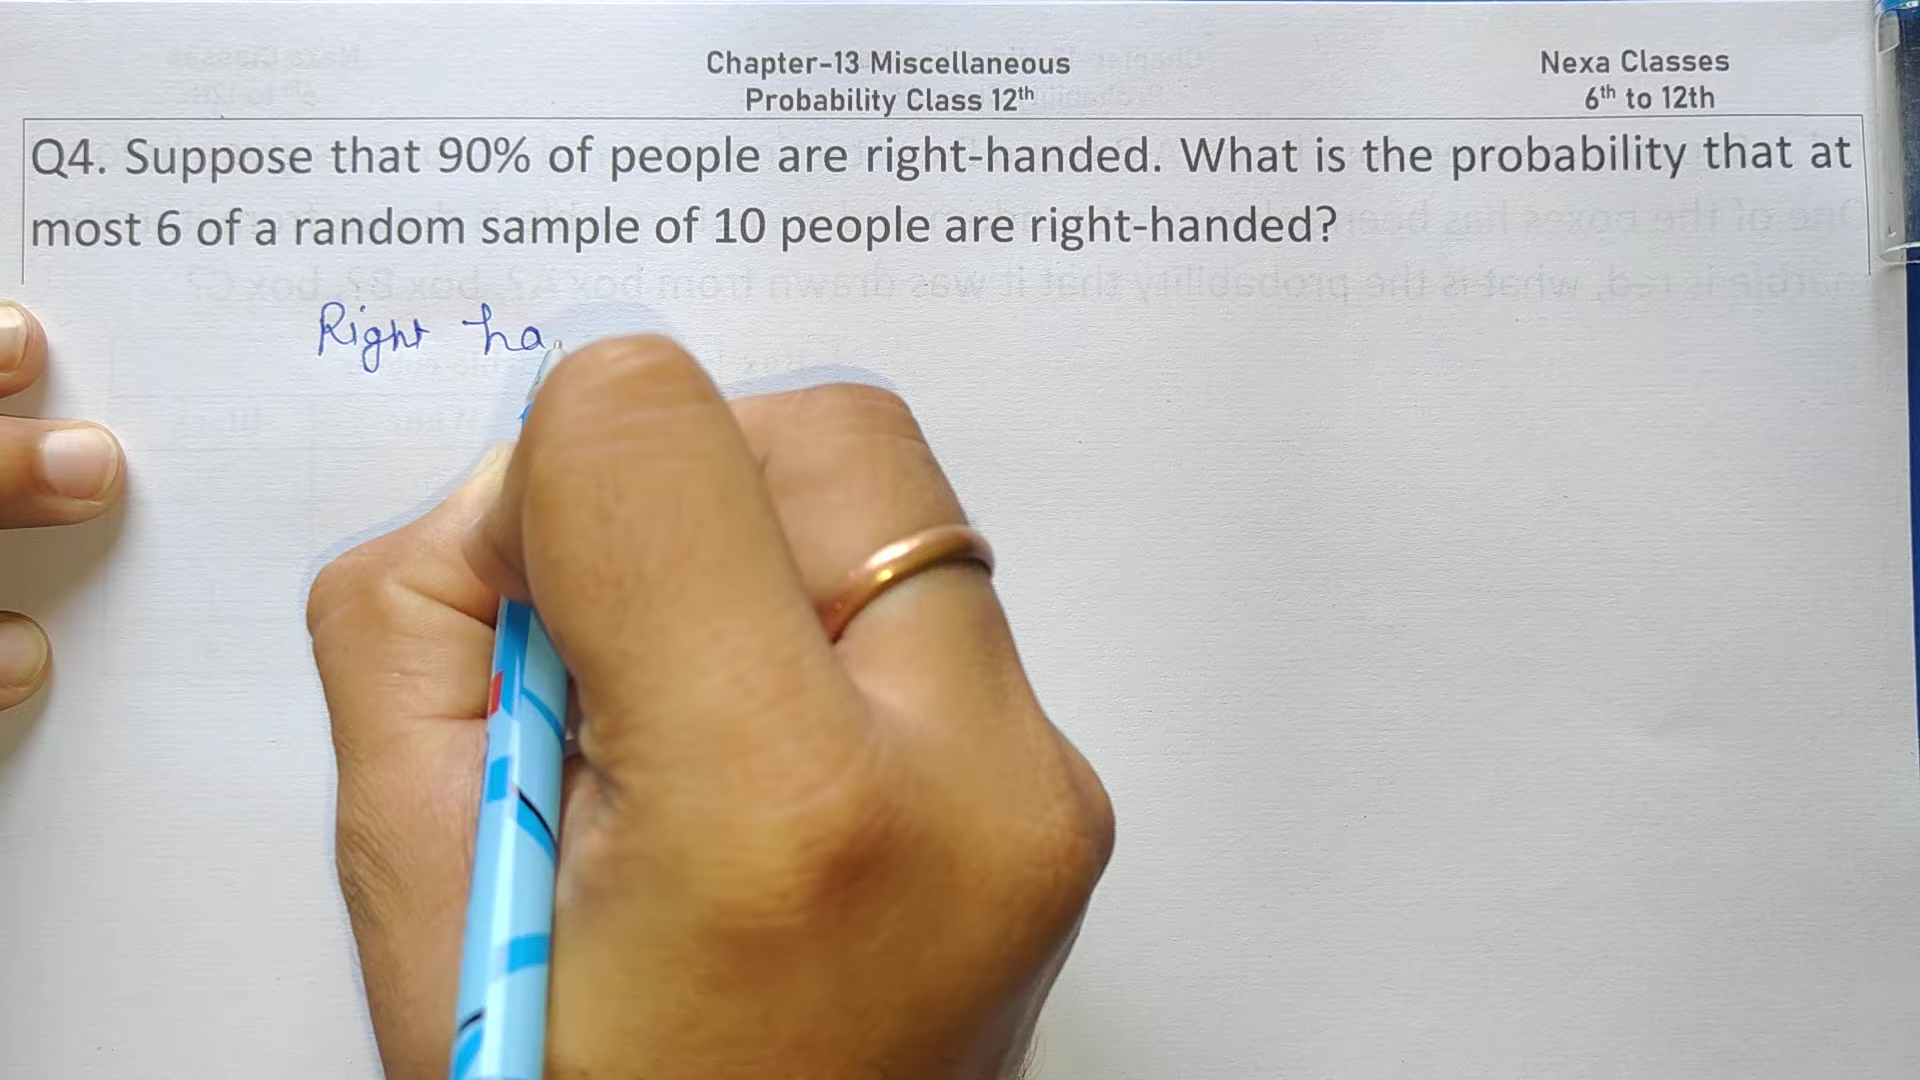 Chapter-13 Miscellaneous
Probability Class 12th
Nexa Classes
6th to 12th
Q4. Suppose that 90% of people are right-handed. What is the probability that at
most 6 of a random sample of 10 people are right-handed?
Right ha